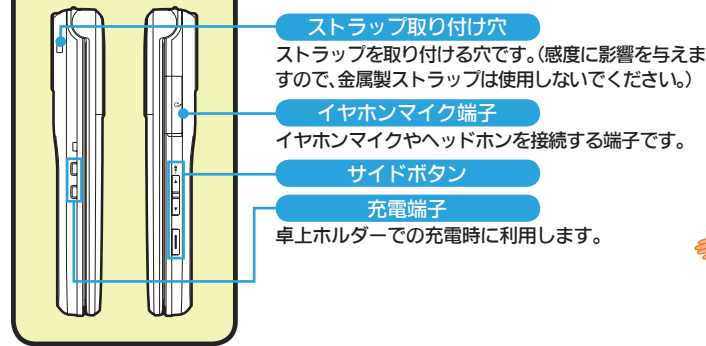 ストラップ取り付け穴
ストラップを取り付ける穴です。(感度に影響を与えま
すので、金属製ストラップは使用しないでください。)
イヤホンマイク端子
イヤホンマイクやヘッドホンを接続する端子です。
サイドボタン
充電端子
卓上ホルダーでの充電時に利用します。